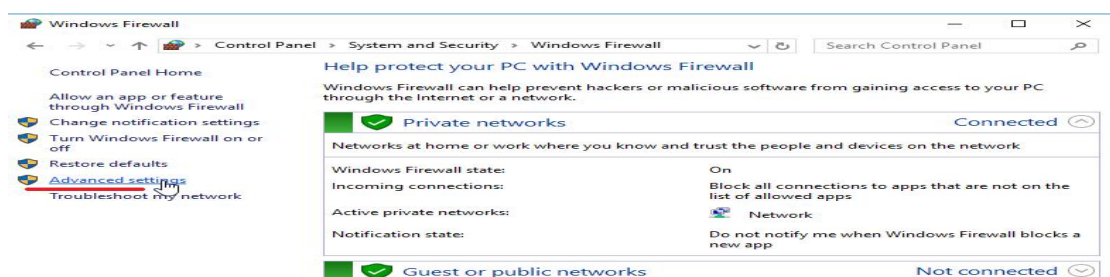 Windows Firewall
Control Panel > System and Security > Windows Firewall
Search Control Panel
Control Panel Home
Allow an app or feature
through Windows Firewall
Change notification settings
Turn Windows Firewall on or
off
Restore defaults
Advanced settings
Troubleshoot my network
Help protect your PC with Windows Firewall
Windows Firewall can help prevent hackers or malicious software from gaining access to your PC
through the Internet or a network.
Private networks Connected
Networks at home or work where you know and trust the people and devices on the network
Windows Firewall state: On
Incoming connections: Block all connections to apps that are not on the
list of allowed apps
Active private networks: Network
Notification state: Do not notify me when Windows Firewall blocks a
new app
Guest or public networks Not connected